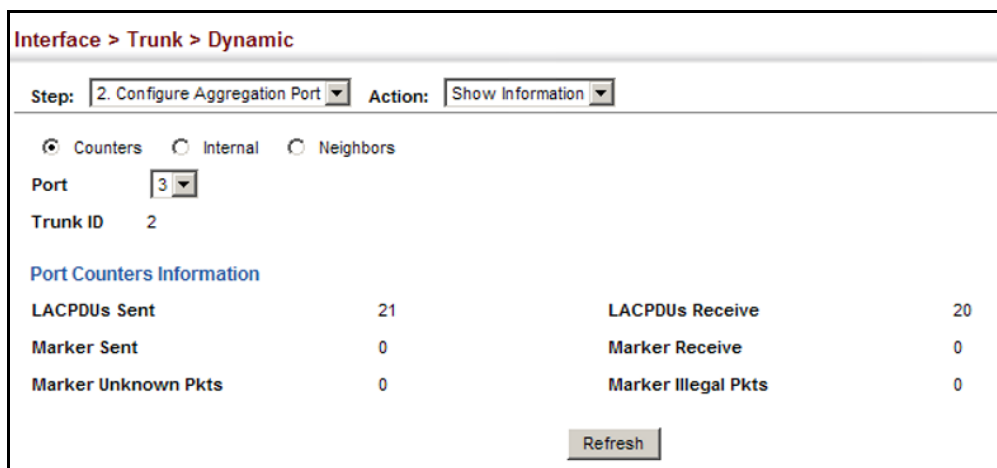 Interface > Trunk > Dynamic
Step: 2. Configure Aggregation Port Action: Show Information
Counters Internal Neighbors
Port 3
Trunk ID 2
Port Counters Information
LACPDUs Sent 21 LACPDUs Receive 20
Marker Sent 0 Marker Receive 0
Marker Unknown Pkts 0 Marker Illegal Pkts 0
Refresh